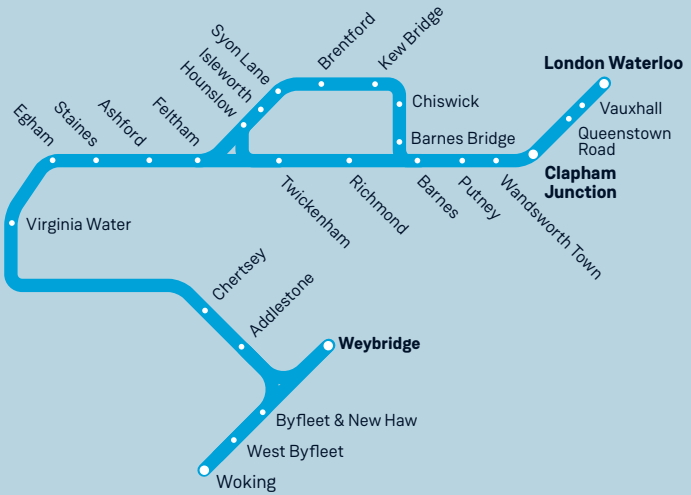 Syon Lane
Isleworth
Hounslow
Brentford
Kew Bridge
London Waterloo
Chiswick
Vauxhall
Queenstown
Road
Barnes Bridge
Clapham
Junction
Egham
Staines
Ashford
Feltham
Twickenham
Richmond
Barnes
Putney
Wandsworth Town
Virginia Water
Chertsey
Addlestone
Weybridge
Byfleet & New Haw
West Byfleet
Woking